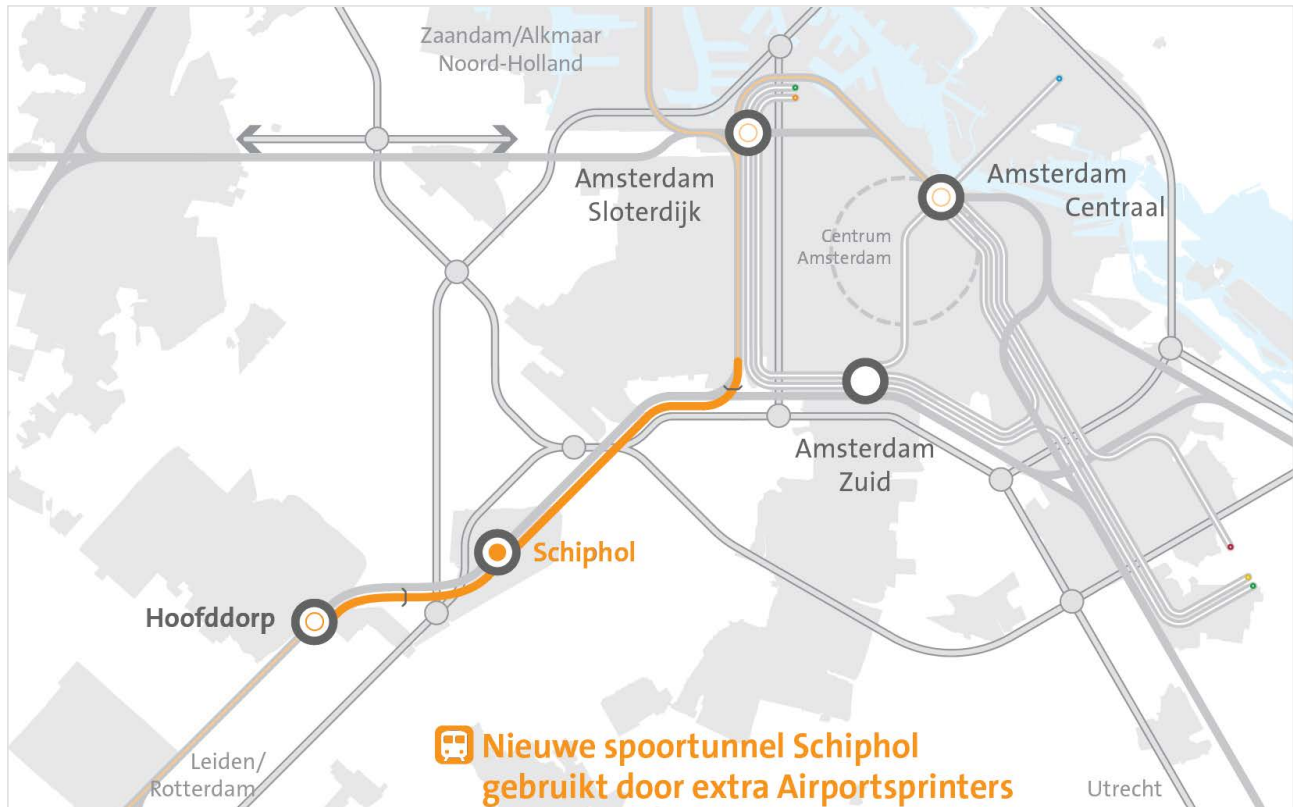 Zaandam/Alkmaar
Noord-Holland
Amsterdam
Sloterdijk
Amsterdam
Centraal
Centrum
Amsterdam
Amsterdam
Zuid
Schiphol
Hoofddorp
Leiden/
Rotterdam
Nieuwe spoortunnel Schiphol
gebruikt door extra Airportsprinters
Utrecht